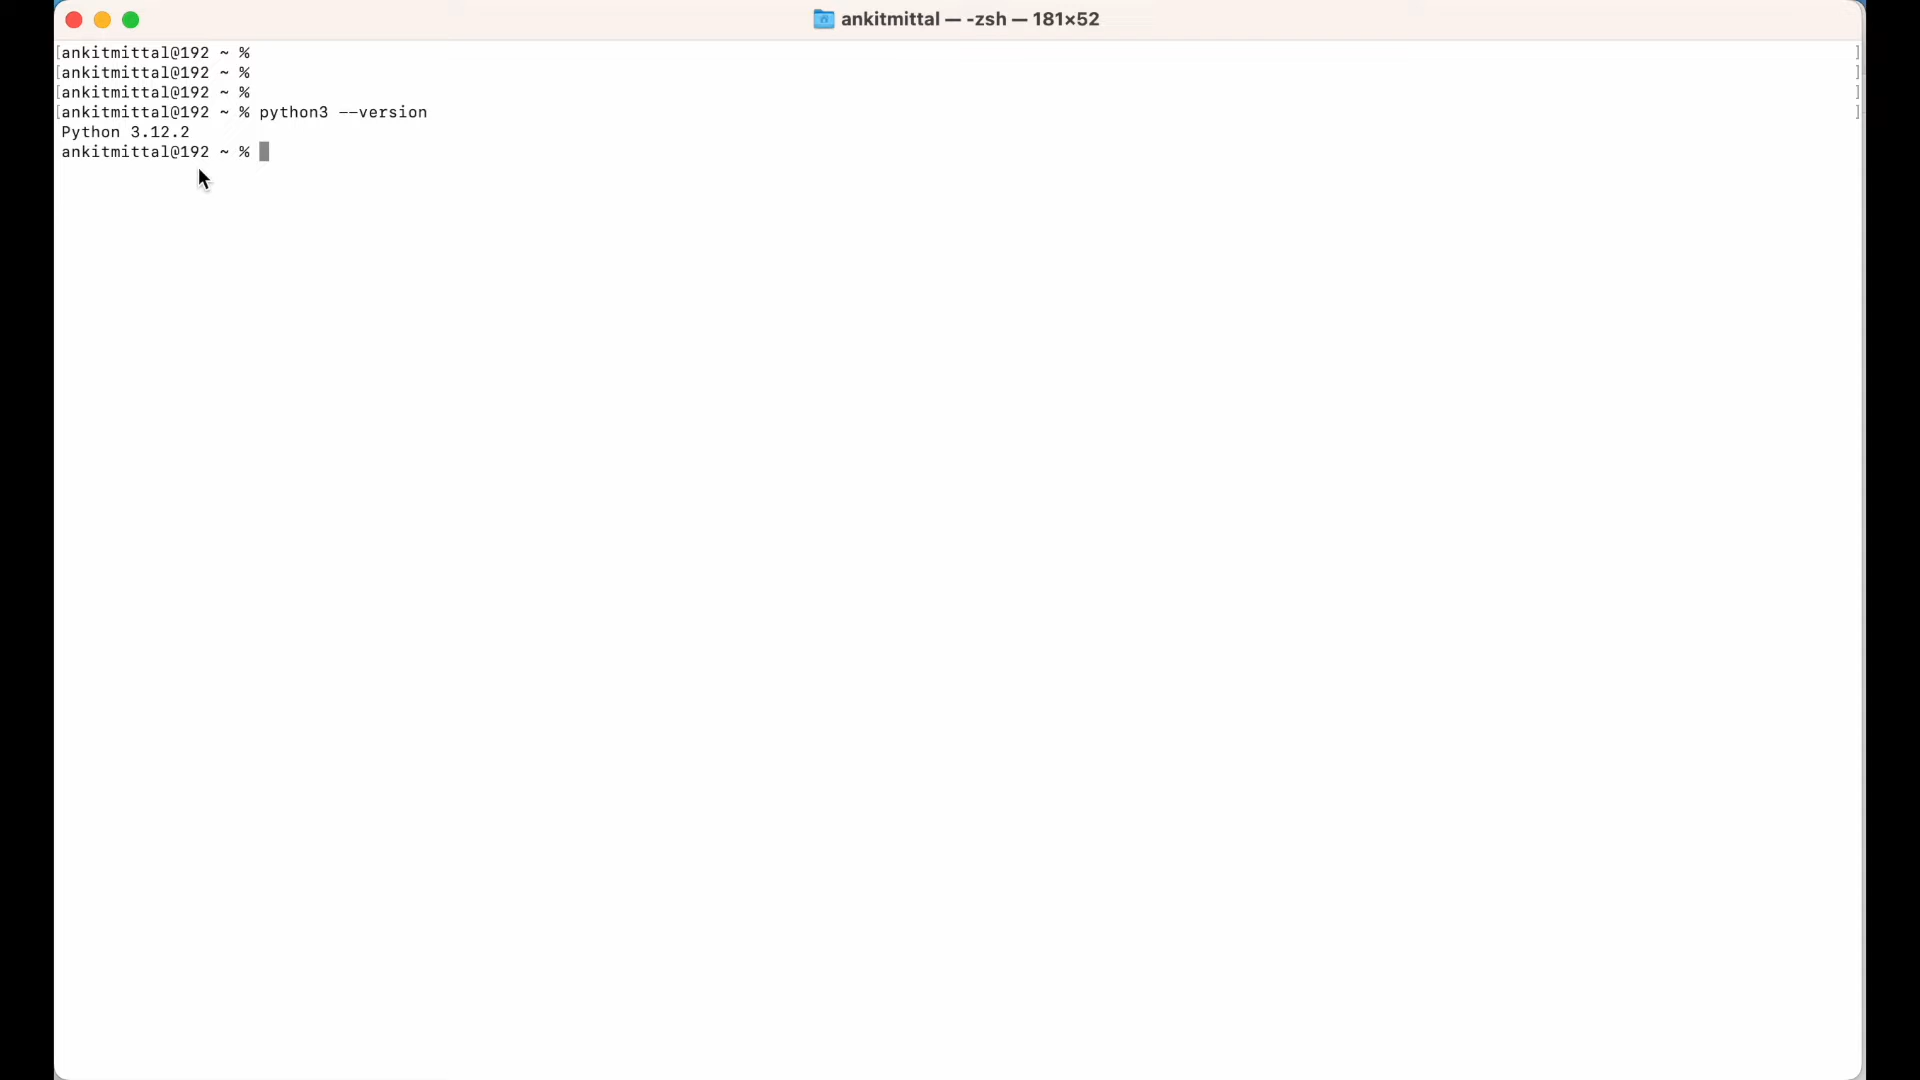 ankitmittal — -zsh — 181×52
[ankitmittal@192 ~ % ]
[ankitmittal@192 ~ % ]
[ankitmittal@192 ~ % ]
[ankitmittal@192 ~ % python3 --version ]
Python 3.12.2
ankitmittal@192 ~ %